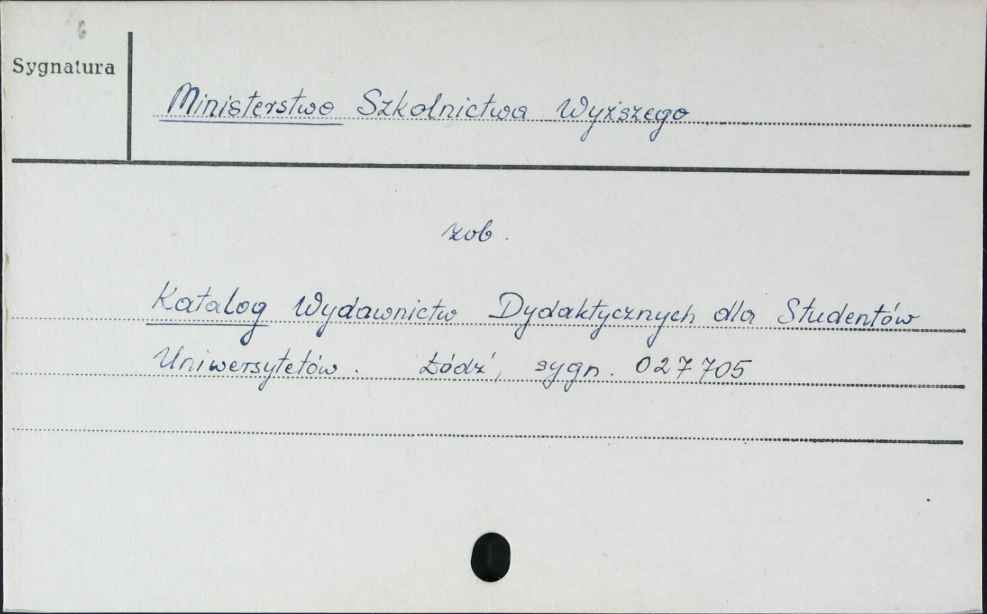 Sygnatura
Ministerstwo Szkolnictwa Wyższego
zob.
Katalog Wydawnictw Dydaktycznych dla Studentów
Uniwersytetów. Łódź, sygn. 027705